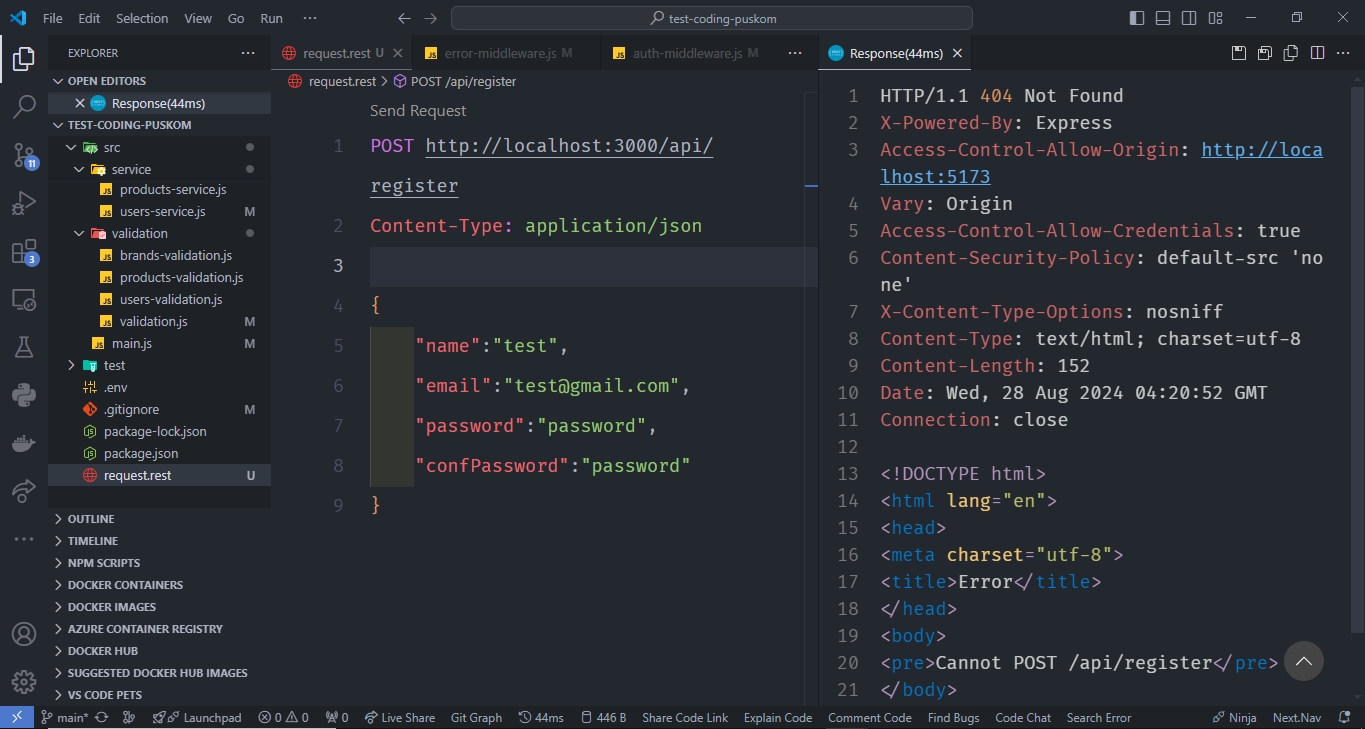 File Edit Selection View Go Run ··· test-coding-puskom
EXPLORER ···
OPEN EDITORS
Response(44ms)
TEST-CODING-PUSKOM
src
service
products-service.js
users-service.js M
validation
brands-validation.js
products-validation.js
users-validation.js
validation.js M
main.js M
test
.env
.gitignore M
package-lock.json
package.json
request.rest U
OUTLINE
TIMELINE
NPM SCRIPTS
DOCKER CONTAINERS
DOCKER IMAGES
AZURE CONTAINER REGISTRY
DOCKER HUB
SUGGESTED DOCKER HUB IMAGES
VS CODE PETS
11
3
request.rest U error-middleware.js M auth-middleware.js M ···
request.rest > POST /api/register
Send Request
1 POST http://localhost:3000/api/
register
2 Content-Type: application/json
3
4 {
5 "name":"test",
6 "email":"test@gmail.com",
7 "password":"password",
8 "confPassword":"password"
9 }
Response(44ms) ···
1 HTTP/1.1 404 Not Found
2 X-Powered-By: Express
3 Access-Control-Allow-Origin: http://loca
lhost:5173
4 Vary: Origin
5 Access-Control-Allow-Credentials: true
6 Content-Security-Policy: default-src 'no
ne'
7 X-Content-Type-Options: nosniff
8 Content-Type: text/html; charset=utf-8
9 Content-Length: 152
10 Date: Wed, 28 Aug 2024 04:20:52 GMT
11 Connection: close
12
13 <!DOCTYPE html>
14 <html lang="en">
15 <head>
16 <meta charset="utf-8">
17 <title>Error</title>
18 </head>
19 <body>
20 <pre>Cannot POST /api/register</pre>
21 </body>
main* Launchpad 0 0 0 Live Share Git Graph 44ms 446 B Share Code Link Explain Code Comment Code Find Bugs Code Chat Search Error Ninja Next.Nav